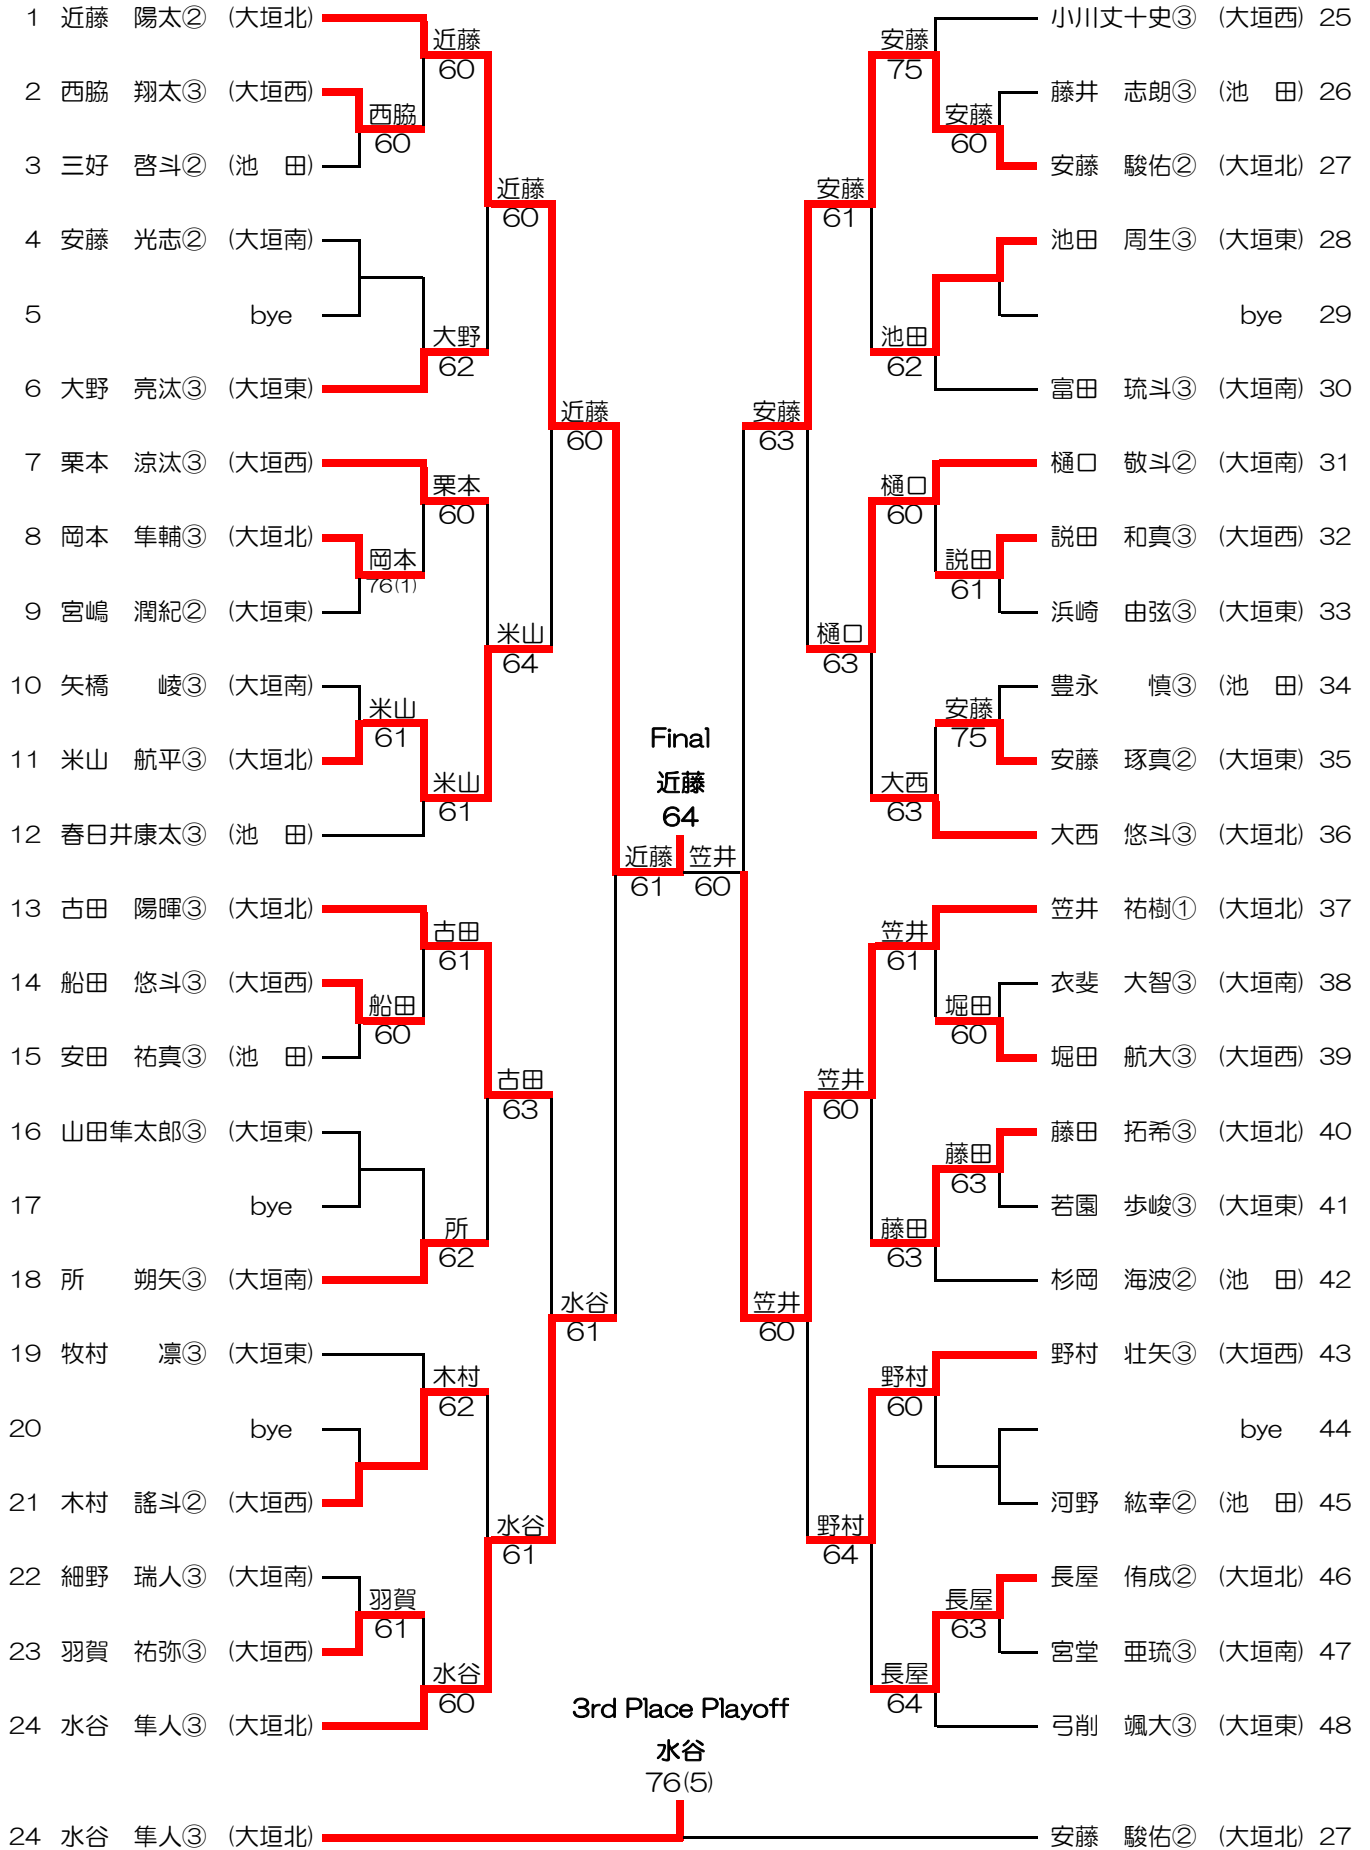 1 近藤　陽太② (大垣北)
2 西脇　翔太③ (大垣西)
3 三好　啓斗② (池　田)
4 安藤　光志② (大垣南)
5 bye
6 大野　亮汰③ (大垣東)
7 栗本　涼汰③ (大垣西)
8 岡本　隼輔③ (大垣北)
9 宮嶋　潤紀② (大垣東)
10 矢橋　　崚③ (大垣南)
11 米山　航平③ (大垣北)
12 春日井康太③ (池　田)
13 古田　陽暉③ (大垣北)
14 船田　悠斗③ (大垣西)
15 安田　祐真③ (池　田)
16 山田隼太郎③ (大垣東)
17 bye
18 所　　朔矢③ (大垣南)
19 牧村　　凛③ (大垣東)
20 bye
21 木村　謠斗② (大垣西)
22 細野　瑞人③ (大垣南)
23 羽賀　祐弥③ (大垣西)
24 水谷　隼人③ (大垣北)
西脇
60
岡本
76(1)
米山
61
船田
60
羽賀
61
近藤
60
大野
62
栗本
60
米山
61
古田
61
所
62
木村
62
水谷
60
近藤
60
米山
64
古田
63
水谷
61
近藤
60
水谷
61
近藤
61
Final
近藤
64
笠井
60
安藤
63
笠井
60
安藤
61
樋口
63
笠井
60
野村
64
安藤
75
池田
62
樋口
60
大西
63
笠井
61
藤田
63
野村
60
長屋
64
安藤
60
説田
61
安藤
75
堀田
60
藤田
63
長屋
63
小川丈十史③ (大垣西) 25
藤井　志朗③ (池　田) 26
安藤　駿佑② (大垣北) 27
池田　周生③ (大垣東) 28
bye 29
富田　琉斗③ (大垣南) 30
樋口　敬斗② (大垣南) 31
説田　和真③ (大垣西) 32
浜崎　由弦③ (大垣東) 33
豊永　　慎③ (池　田) 34
安藤　琢真② (大垣東) 35
大西　悠斗③ (大垣北) 36
笠井　祐樹① (大垣北) 37
衣斐　大智③ (大垣南) 38
堀田　航大③ (大垣西) 39
藤田　拓希③ (大垣北) 40
若園　歩峻③ (大垣東) 41
杉岡　海波② (池　田) 42
野村　壮矢③ (大垣西) 43
bye 44
河野　紘幸② (池　田) 45
長屋　侑成② (大垣北) 46
宮堂　亜琉③ (大垣南) 47
弓削　颯大③ (大垣東) 48
3rd Place Playoff
水谷
76(5)
24 水谷　隼人③ (大垣北)
安藤　駿佑② (大垣北) 27